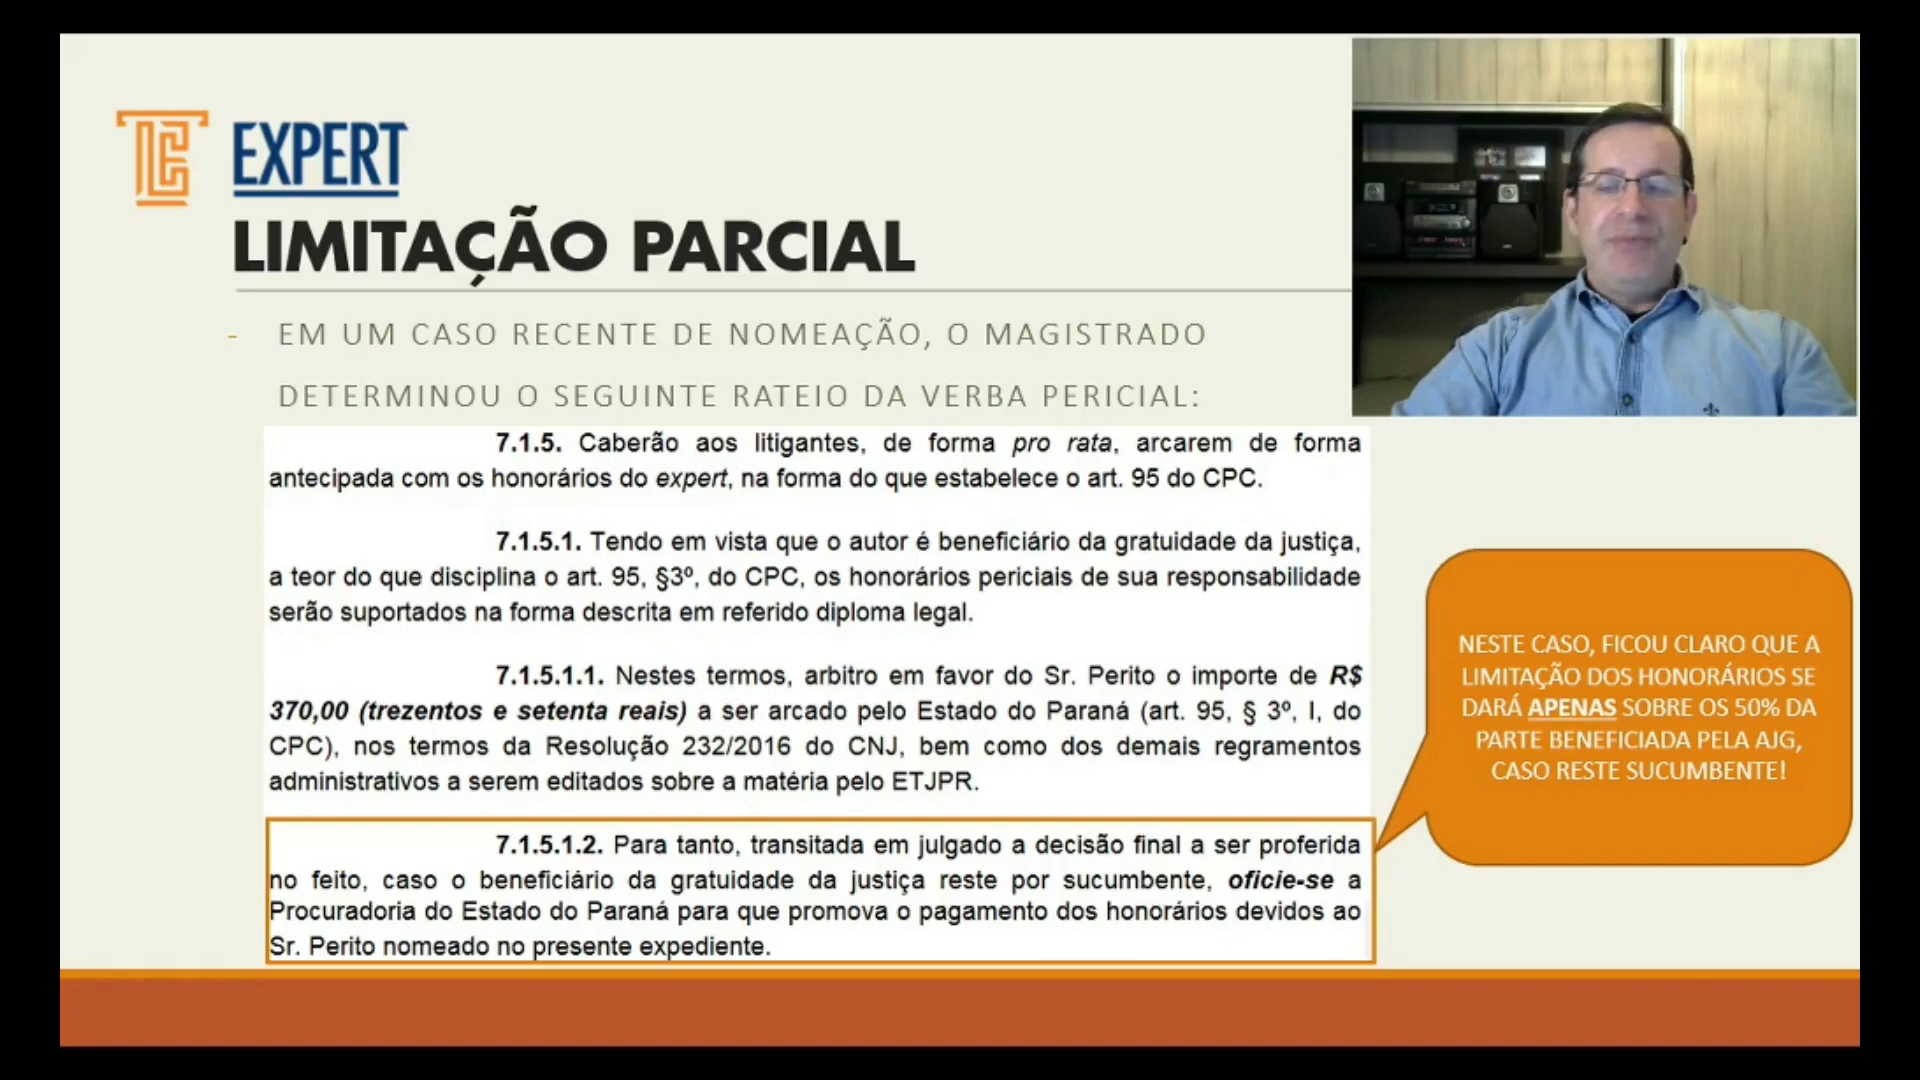 EXPERT
LIMITAÇÃO PARCIAL
- EM UM CASO RECENTE DE NOMEAÇÃO, O MAGISTRADO
DETERMINOU O SEGUINTE RATEIO DA VERBA PERICIAL:
7.1.5. Caberão aos litigantes, de forma pro rata, arcarem de forma
antecipada com os honorários do expert, na forma do que estabelece o art. 95 do CPC.
7.1.5.1. Tendo em vista que o autor é beneficiário da gratuidade da justiça,
a teor do que disciplina o art. 95, §3º, do CPC, os honorários periciais de sua responsabilidade
serão suportados na forma descrita em referido diploma legal.
7.1.5.1.1. Nestes termos, arbitro em favor do Sr. Perito o importe de R$
370,00 (trezentos e setenta reais) a ser arcado pelo Estado do Paraná (art. 95, § 3º, I, do
CPC), nos termos da Resolução 232/2016 do CNJ, bem como dos demais regramentos
administrativos a serem editados sobre a matéria pelo ETJPR.
7.1.5.1.2. Para tanto, transitada em julgado a decisão final a ser proferida
no feito, caso o beneficiário da gratuidade da justiça reste por sucumbente, oficie-se a
Procuradoria do Estado do Paraná para que promova o pagamento dos honorários devidos ao
Sr. Perito nomeado no presente expediente.
NESTE CASO, FICOU CLARO QUE A
LIMITAÇÃO DOS HONORÁRIOS SE
DARÁ APENAS SOBRE OS 50% DA
PARTE BENEFICIADA PELA AJG,
CASO RESTE SUCUMBENTE!